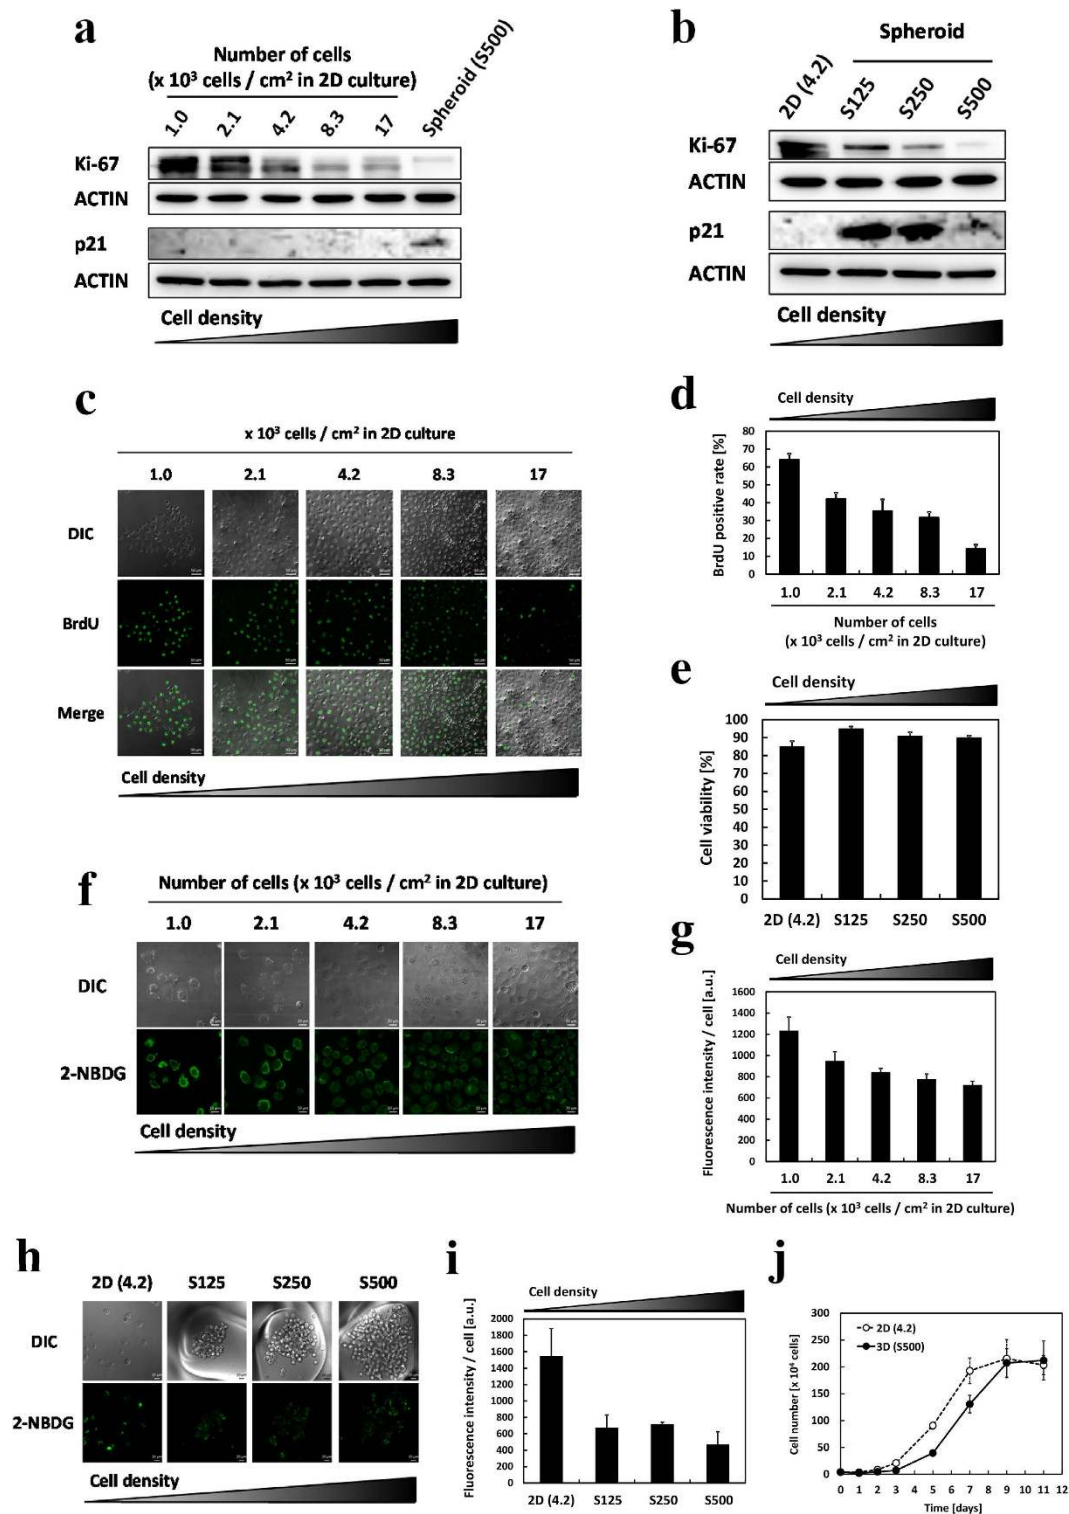 a
Number of cells
(x 10³ cells / cm² in 2D culture)
1.0 2.1 4.2 8.3 17 Spheroid (S500)
Ki-67
ACTIN
p21
ACTIN
Cell density
b
Spheroid
2D (4.2) S125 S250 S500
Ki-67
ACTIN
p21
ACTIN
Cell density
c
x 10³ cells / cm² in 2D culture
1.0 2.1 4.2 8.3 17
DIC
BrdU
Merge
Cell density
d
Cell density
BrdU positive rate [%]
80
70
60
50
40
30
20
10
0
1.0 2.1 4.2 8.3 17
Number of cells
(x 10³ cells / cm² in 2D culture)
e
Cell density
Cell viability [%]
100
90
80
70
60
50
40
30
20
10
0
2D (4.2) S125 S250 S500
f
Number of cells (x 10³ cells / cm² in 2D culture)
1.0 2.1 4.2 8.3 17
DIC
2-NBDG
Cell density
g
Cell density
Fluorescence intensity / cell [a.u.]
1600
1400
1200
1000
800
600
400
200
0
1.0 2.1 4.2 8.3 17
Number of cells (x 10³ cells / cm² in 2D culture)
h
2D (4.2) S125 S250 S500
DIC
2-NBDG
Cell density
i
Cell density
Fluorescence intensity / cell [a.u.]
2000
1800
1600
1400
1200
1000
800
600
400
200
0
2D (4.2) S125 S250 S500
j
Cell number [x 10⁴ cells]
300
250
200
150
100
50
0
2D (4.2)
3D (S500)
0 1 2 3 4 5 6 7 8 9 10 11 12
Time [days]